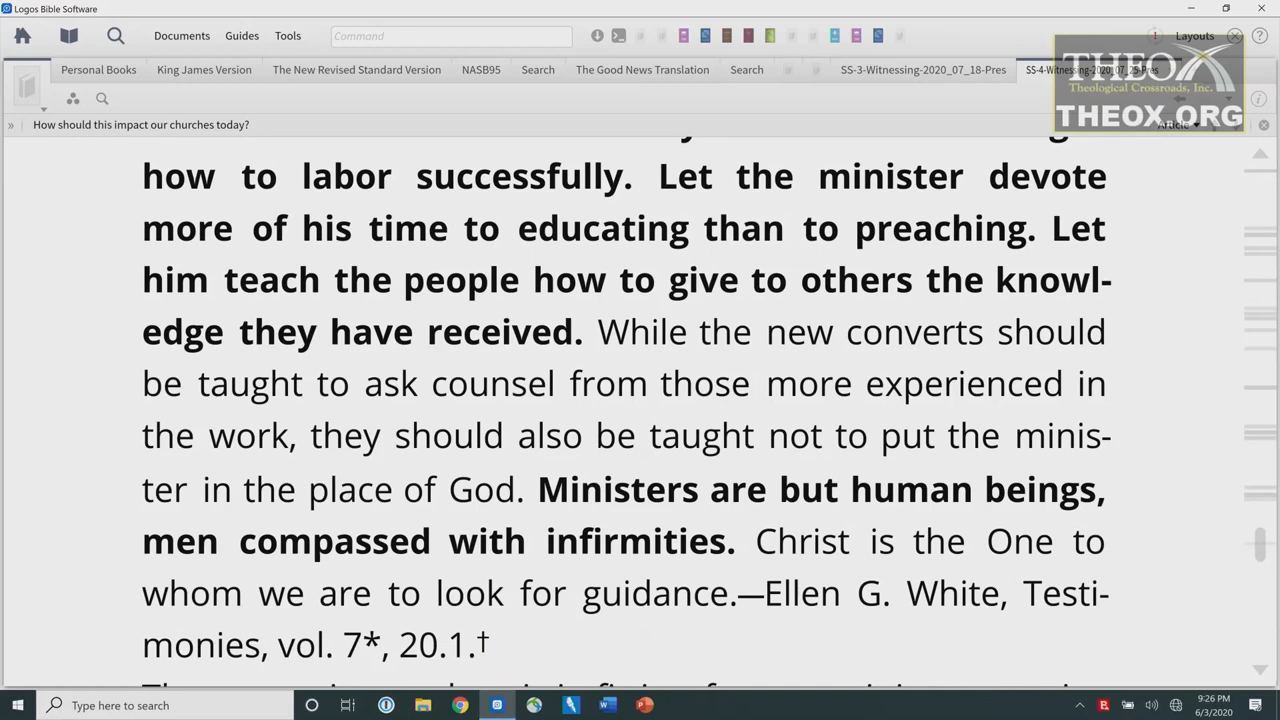 Logos Bible Software
Documents Guides Tools Command Layouts
Personal Books King James Version The New Revised NASB95 Search The Good News Translation Search SS-3-Witnessing-2020_07_18-Pres SS-4-Witnessing-2020_07_25-Pres
THEOX
Theological Crossroads, Inc.
THEOX.ORG
How should this impact our churches today? Article
how to labor successfully. Let the minister devote
more of his time to educating than to preaching. Let
him teach the people how to give to others the knowl-
edge they have received. While the new converts should
be taught to ask counsel from those more experienced in
the work, they should also be taught not to put the minis-
ter in the place of God. Ministers are but human beings,
men compassed with infirmities. Christ is the One to
whom we are to look for guidance.—Ellen G. White, Testi-
monies, vol. 7*, 20.1.†
Type here to search
9:26 PM
6/3/2020